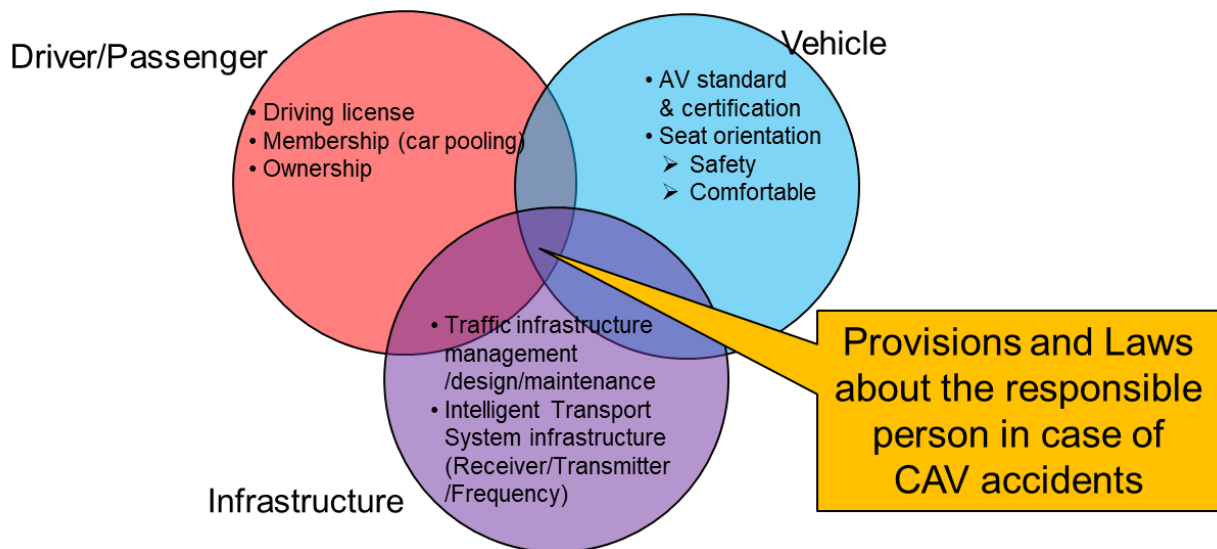 Driver/Passenger
• Driving license
• Membership (car pooling)
• Ownership
Vehicle
• AV standard
& certification
• Seat orientation
➢ Safety
➢ Comfortable
• Traffic infrastructure
management
/design/maintenance
• Intelligent Transport
System infrastructure
(Receiver/Transmitter
/Frequency)
Infrastructure
Provisions and Laws
about the responsible
person in case of
CAV accidents